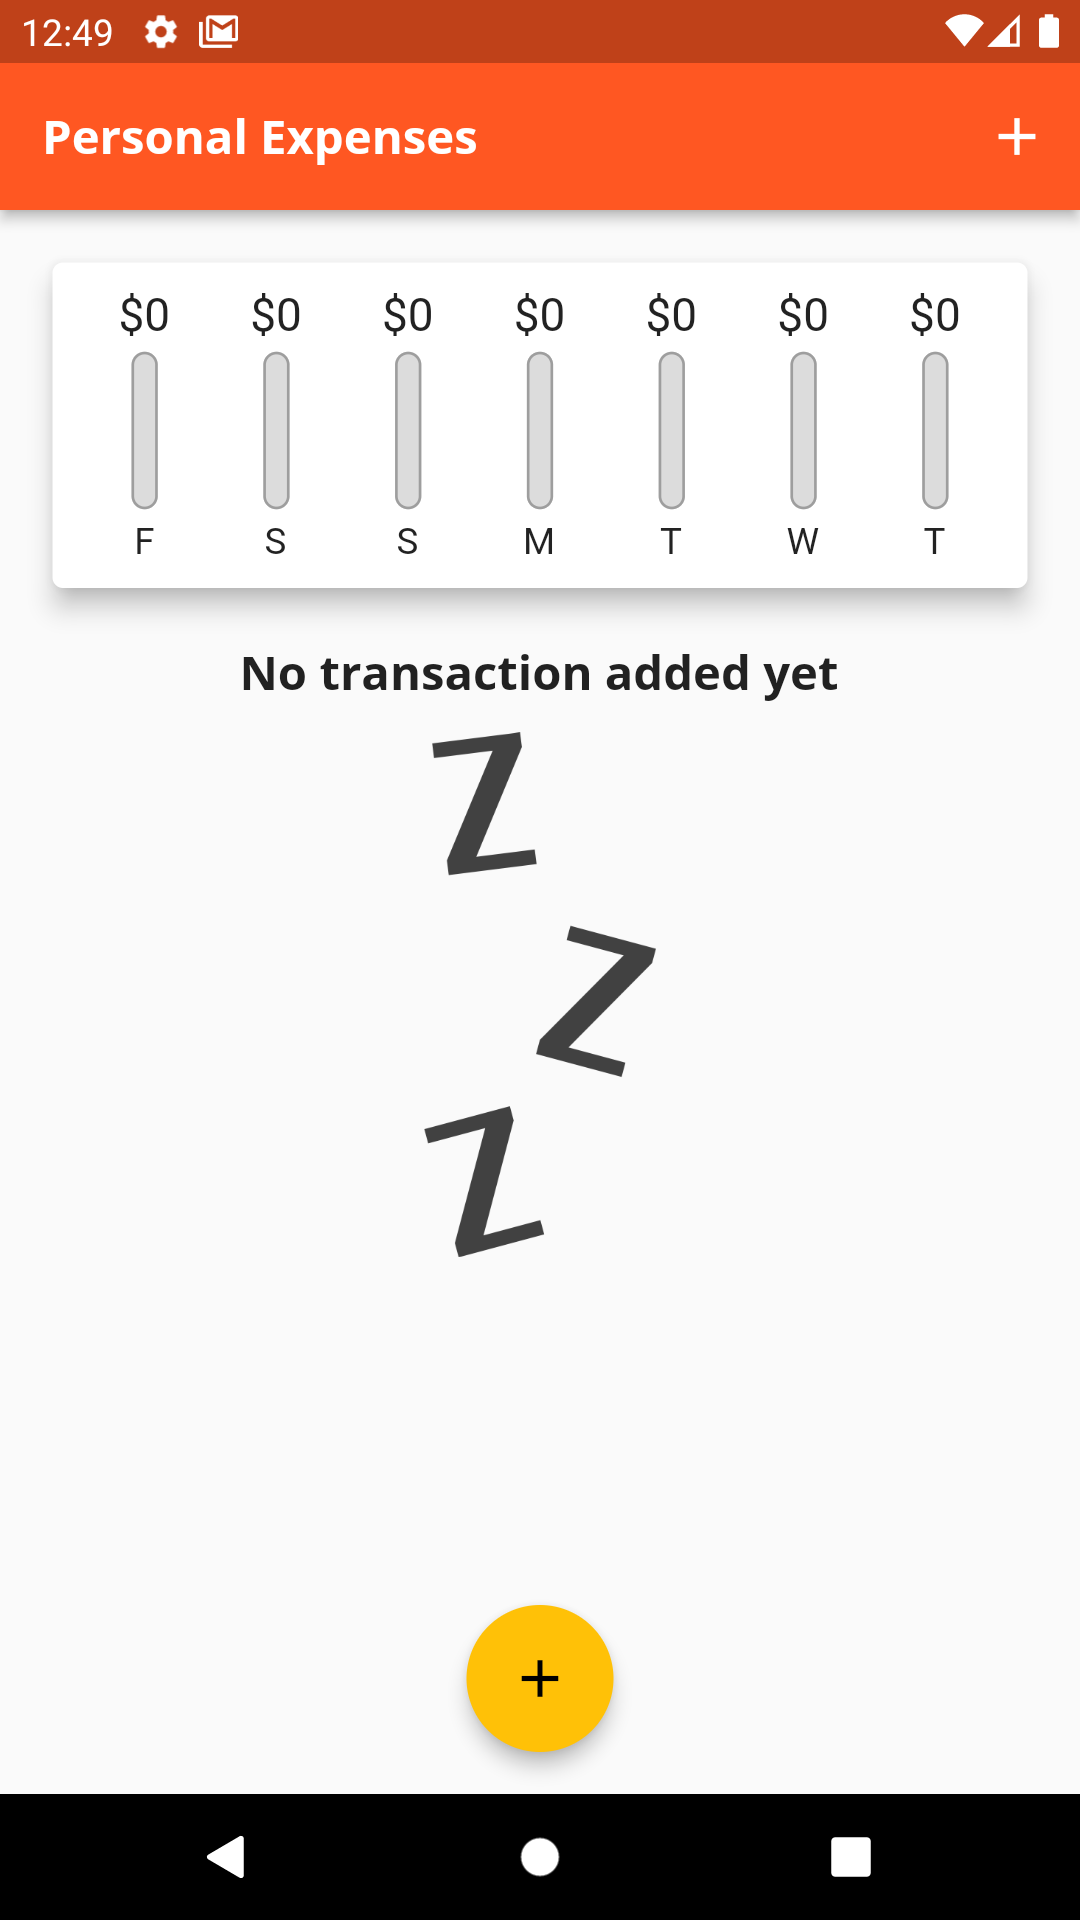 12:49
Personal Expenses
$0 $0 $0 $0 $0 $0 $0
F S S M T W T
No transaction added yet
Z
Z
Z